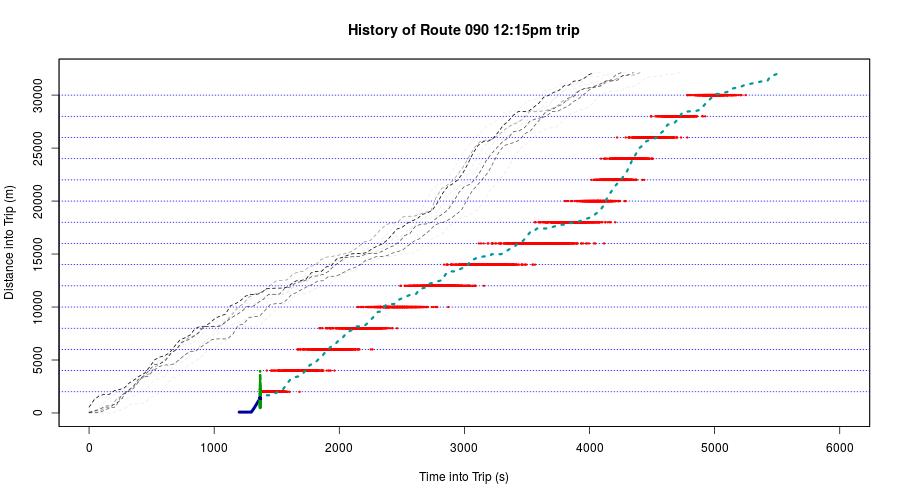 History of Route 090 12:15pm trip
30000
25000
20000
15000
10000
5000
0
Distance into Trip (m)
0 1000 2000 3000 4000 5000 6000
Time into Trip (s)